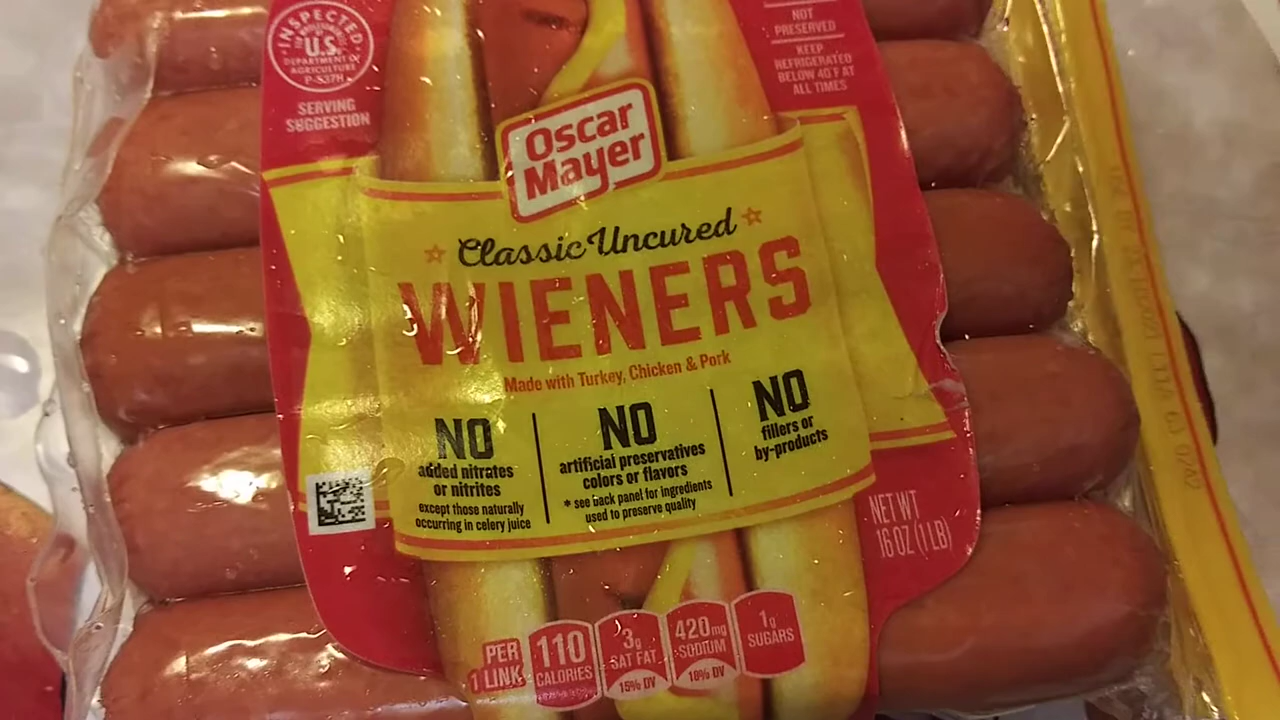 INSPECTED
U.S.
DEPARTMENT OF
AGRICULTURE
P-537H
SERVING
SUGGESTION
NOT
PRESERVED
KEEP
REFRIGERATED
BELOW 40 F AT
ALL TIMES
Oscar
Mayer
Classic Uncured
WIENERS
Made with Turkey, Chicken & Pork
NO
added nitrates
or nitrites
except those naturally
occurring in celery juice
NO
artificial preservatives
colors or flavors
* see back panel for ingredients
used to preserve quality
NO
fillers or
by-products
NET WT
16 OZ (1 LB)
PER
1 LINK
110
CALORIES
3g
SAT FAT
15% DV
420mg
SODIUM
18% DV
1g
SUGARS